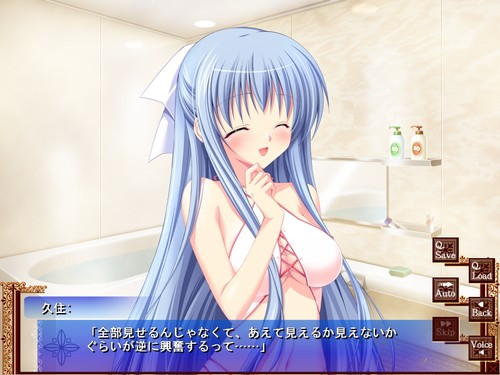 久住:
「全部見せるんじゃなくて、あえて見えるか見えないか
ぐらいが逆に興奮するって……」
Q.
Save
Q.
Load
Auto
Back
Skip
Voice